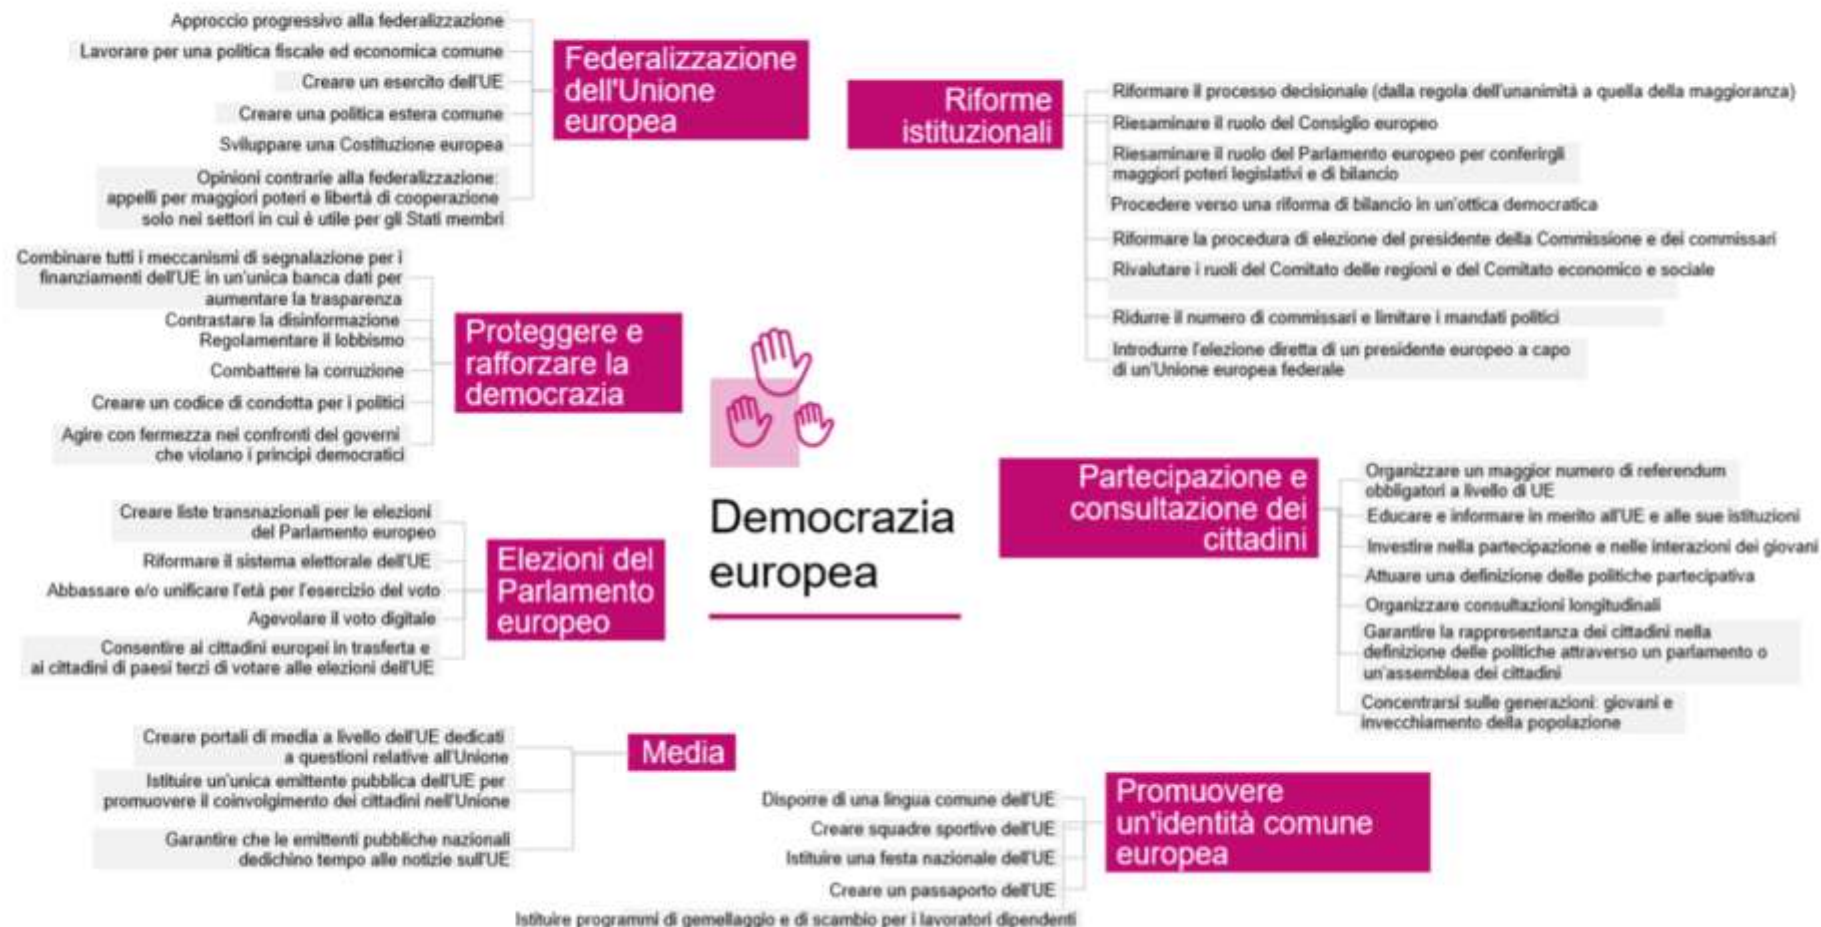 Approccio progressivo alla federalizzazione
Lavorare per una politica fiscale ed economica comune
Creare un esercito dell'UE
Creare una politica estera comune
Sviluppare una Costituzione europea
Opinioni contrarie alla federalizzazione:
appelli per maggiori poteri e libertà di cooperazione
solo nei settori in cui è utile per gli Stati membri
Federalizzazione
dell'Unione
europea
Riforme
istituzionali
Riformare il processo decisionale (dalla regola dell'unanimità a quella della maggioranza)
Riesaminare il ruolo del Consiglio europeo
Riesaminare il ruolo del Parlamento europeo per conferirgli
maggiori poteri legislativi e di bilancio
Procedere verso una riforma di bilancio in un'ottica democratica
Riformare la procedura di elezione del presidente della Commissione e dei commissari
Rivalutare i ruoli del Comitato delle regioni e del Comitato economico e sociale
Ridurre il numero di commissari e limitare i mandati politici
Introdurre l'elezione diretta di un presidente europeo a capo
di un'Unione europea federale
Combinare tutti i meccanismi di segnalazione per i
finanziamenti dell'UE in un'unica banca dati per
aumentare la trasparenza
Contrastare la disinformazione
Regolamentare il lobbismo
Combattere la corruzione
Creare un codice di condotta per i politici
Agire con fermezza nei confronti dei governi
che violano i principi democratici
Proteggere e
rafforzare la
democrazia
Democrazia
europea
Partecipazione e
consultazione dei
cittadini
Organizzare un maggior numero di referendum
obbligatori a livello di UE
Educare e informare in merito all'UE e alle sue istituzioni
Investire nella partecipazione e nelle interazioni dei giovani
Attuare una definizione delle politiche partecipativa
Organizzare consultazioni longitudinali
Garantire la rappresentanza dei cittadini nella
definizione delle politiche attraverso un parlamento o
un'assemblea dei cittadini
Concentrarsi sulle generazioni: giovani e
invecchiamento della popolazione
Creare liste transnazionali per le elezioni
del Parlamento europeo
Riformare il sistema elettorale dell'UE
Abbassare e/o unificare l'età per l'esercizio del voto
Agevolare il voto digitale
Consentire ai cittadini europei in trasferta e
ai cittadini di paesi terzi di votare alle elezioni dell'UE
Elezioni del
Parlamento
europeo
Creare portali di media a livello dell'UE dedicati
a questioni relative all'Unione
Istituire un'unica emittente pubblica dell'UE per
promuovere il coinvolgimento dei cittadini nell'Unione
Garantire che le emittenti pubbliche nazionali
dedichino tempo alle notizie sull'UE
Media
Disporre di una lingua comune dell'UE
Creare squadre sportive dell'UE
Istituire una festa nazionale dell'UE
Creare un passaporto dell'UE
Istituire programmi di gemellaggio e di scambio per i lavoratori dipendenti
Promuovere
un'identità comune
europea